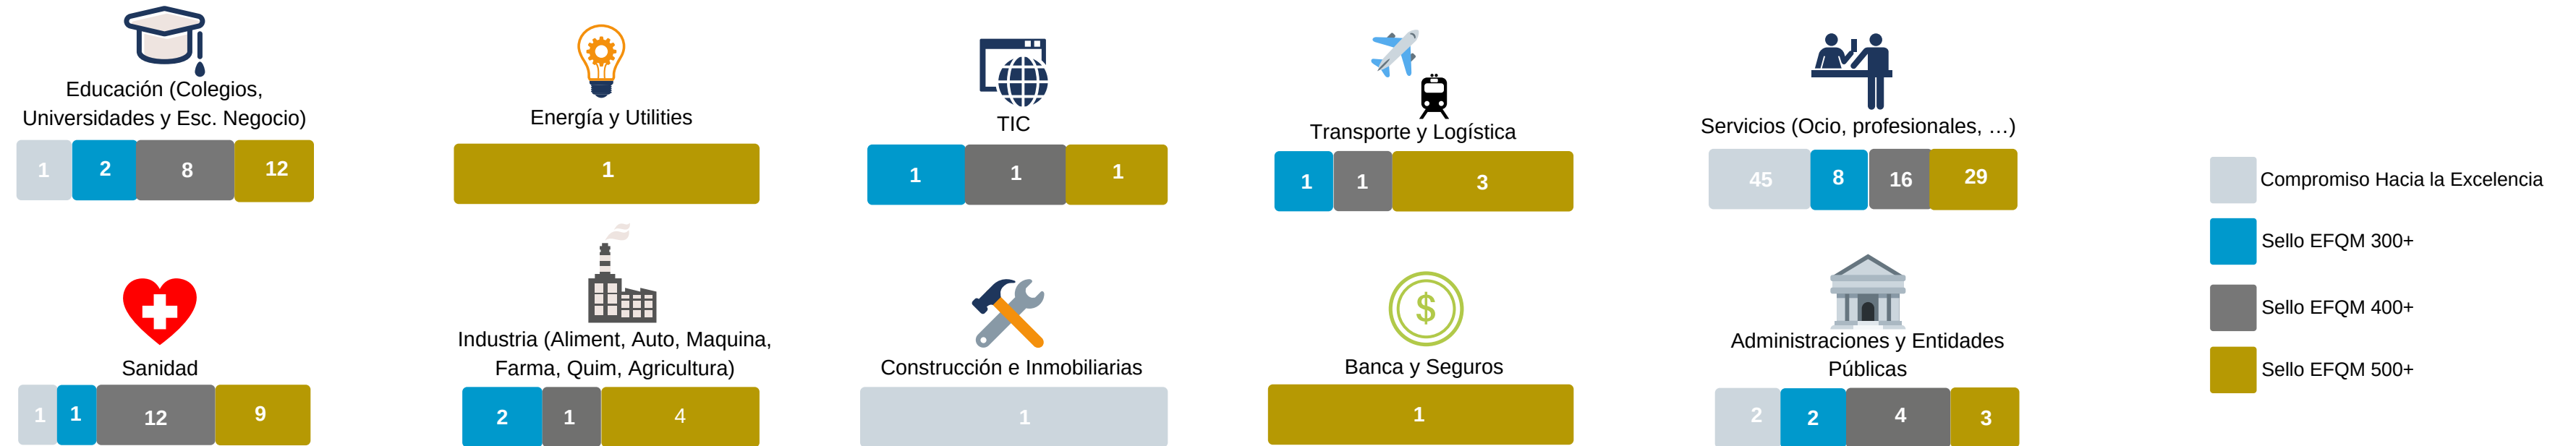 Educación (Colegios,
Universidades y Esc. Negocio)
1 2 8 12
Energía y Utilities
1
TIC
1 1 1
Transporte y Logística
1 1 3
Servicios (Ocio, profesionales, …)
45 8 16 29
Sanidad
1 1 12 9
Industria (Aliment, Auto, Maquina,
Farma, Quim, Agricultura)
2 1 4
Construcción e Inmobiliarias
1
$
Banca y Seguros
1
Administraciones y Entidades
Públicas
2 2 4 3
Compromiso Hacia la Excelencia
Sello EFQM 300+
Sello EFQM 400+
Sello EFQM 500+